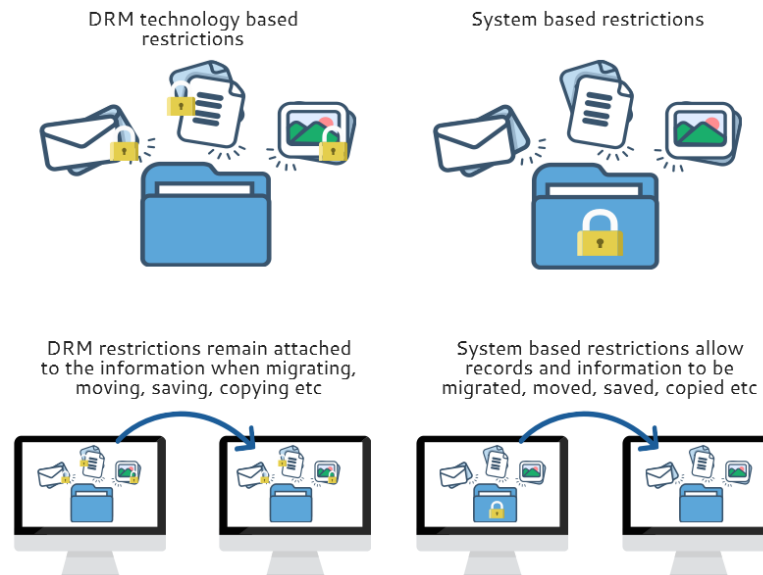 DRM technology based
restrictions
System based restrictions
DRM restrictions remain attached
to the information when migrating,
moving, saving, copying etc
System based restrictions allow
records and information to be
migrated, moved, saved, copied etc